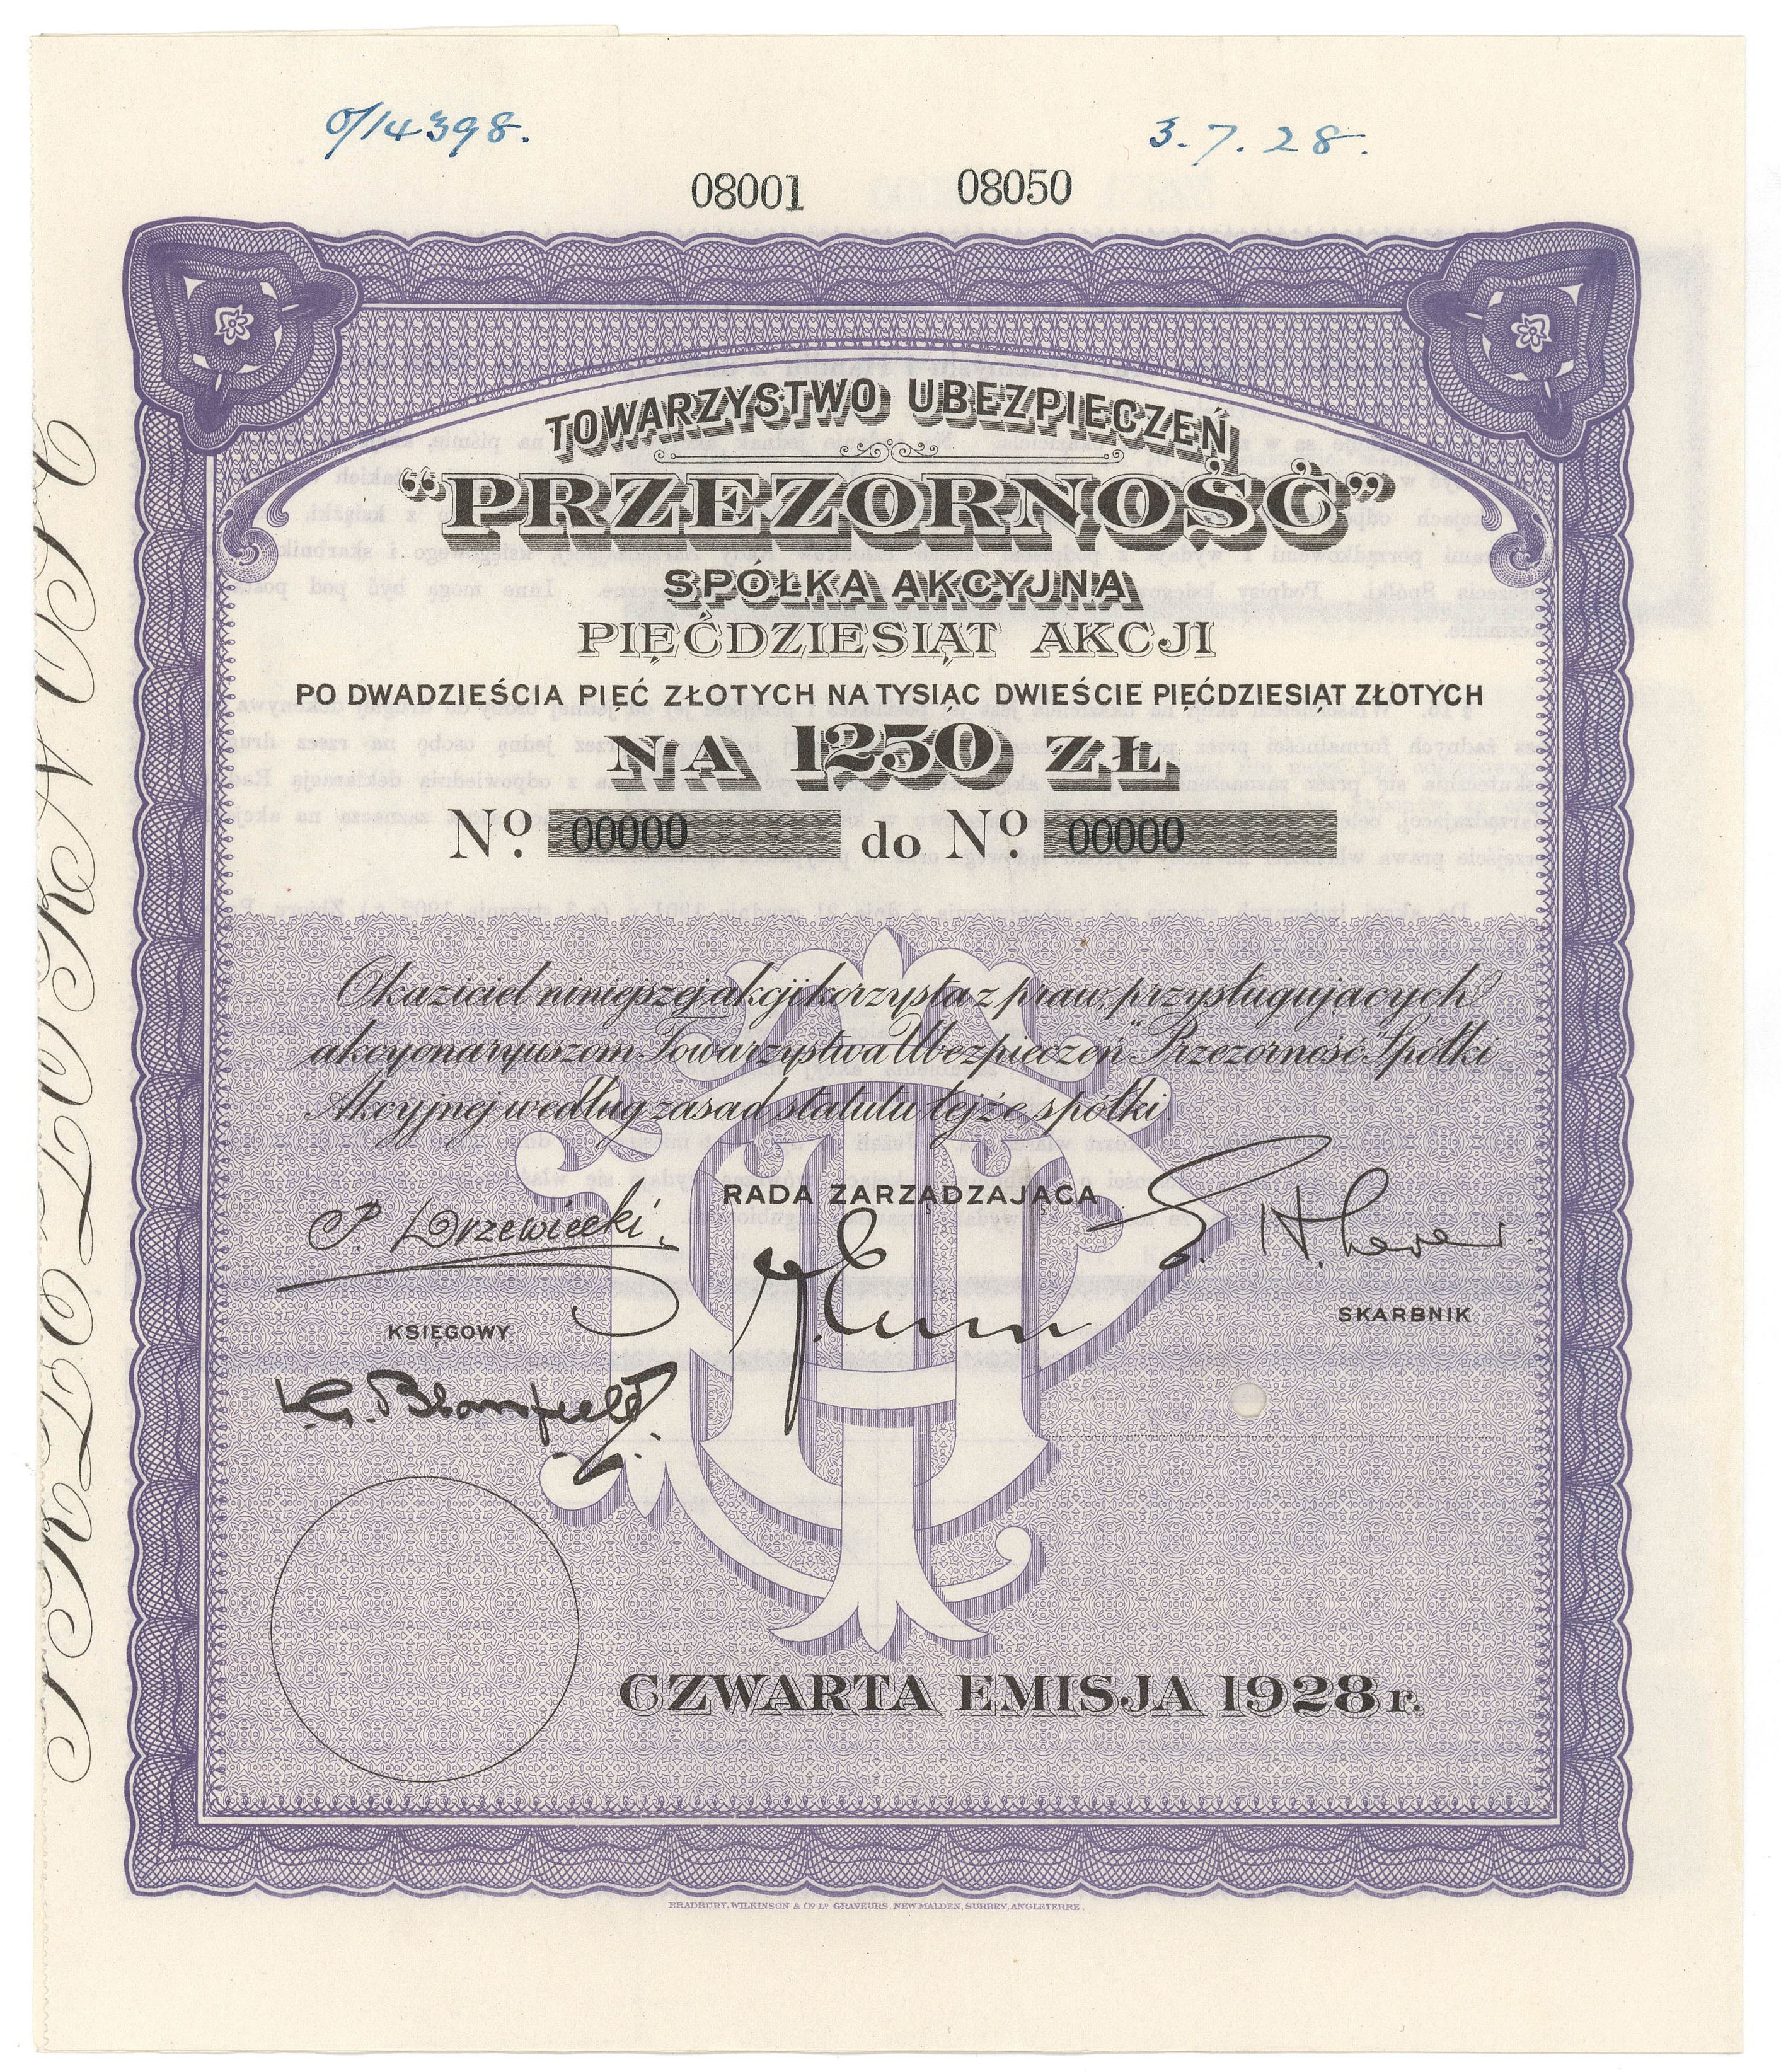 0/14398. 3.7.28.
08001 08050
TOWARZYSTWO UBEZPIECZEŃ
“PRZEZORNOŚĆ”
SPÓŁKA AKCYJNA
PIĘĆDZIESIĄT AKCJI
PO DWADZIEŚCIA PIĘĆ ZŁOTYCH NA TYSIĄC DWIEŚCIE PIĘĆDZIESIĄT ZŁOTYCH
NA 1250 ZŁ
No. 00000 do No. 00000
Okaziciel niniejszej akcji korzysta z praw, przysługujących
akcyonaryuszom Towarzystwa Ubezpieczeń “Przezorność” Spółki
Akcyjnej według zasad statutu tejże spółki.
RADA ZARZĄDZAJĄCA
P. Drzewiecki.
KSIĘGOWY
SKARBNIK
CZWARTA EMISJA 1928 r.
BRADBURY, WILKINSON & Co. Ld. GRAVEURS, NEW MALDEN, SURREY, ANGLETERRE.